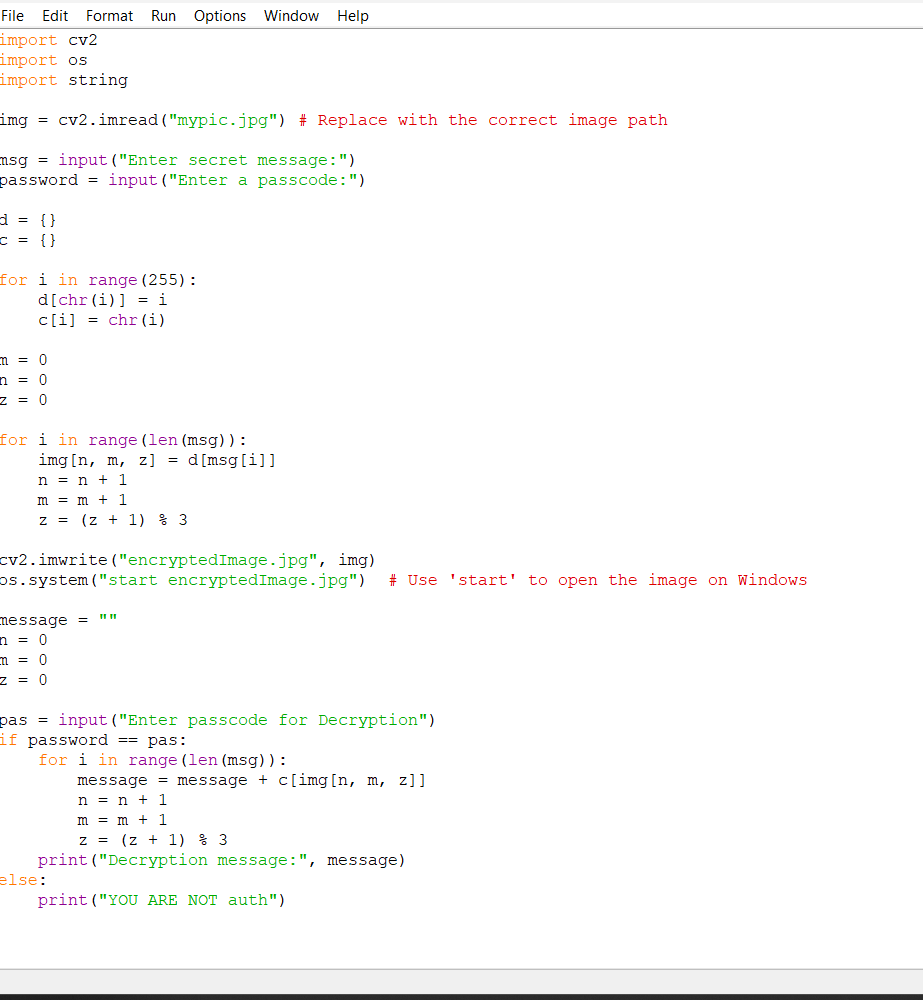 File Edit Format Run Options Window Help
import cv2
import os
import string
img = cv2.imread("mypic.jpg") # Replace with the correct image path
msg = input("Enter secret message:")
password = input("Enter a passcode:")
d = {}
c = {}
for i in range(255):
    d[chr(i)] = i
    c[i] = chr(i)
m = 0
n = 0
z = 0
for i in range(len(msg)):
    img[n, m, z] = d[msg[i]]
    n = n + 1
    m = m + 1
    z = (z + 1) % 3
cv2.imwrite("encryptedImage.jpg", img)
os.system("start encryptedImage.jpg")  # Use 'start' to open the image on Windows
message = ""
n = 0
m = 0
z = 0
pas = input("Enter passcode for Decryption")
if password == pas:
    for i in range(len(msg)):
        message = message + c[img[n, m, z]]
        n = n + 1
        m = m + 1
        z = (z + 1) % 3
    print("Decryption message:", message)
else:
    print("YOU ARE NOT auth")